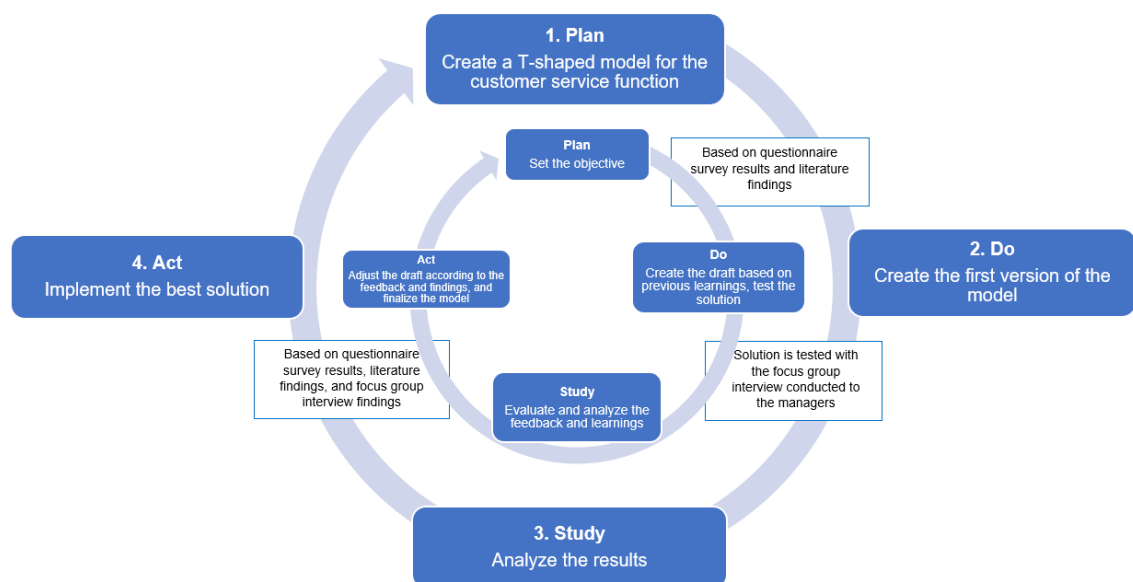 1. Plan
Create a T-shaped model for the
customer service function
Plan
Set the objective
Based on questionnaire
survey results and literature
findings
4. Act
Implement the best solution
Act
Adjust the draft according to the
feedback and findings, and
finalize the model
Do
Create the draft based on
previous learnings, test the
solution
2. Do
Create the first version of the
model
Based on questionnaire
survey results, literature
findings, and focus group
interview findings
Study
Evaluate and analyze the
feedback and learnings
Solution is tested with
the focus group
interview conducted to
the managers
3. Study
Analyze the results